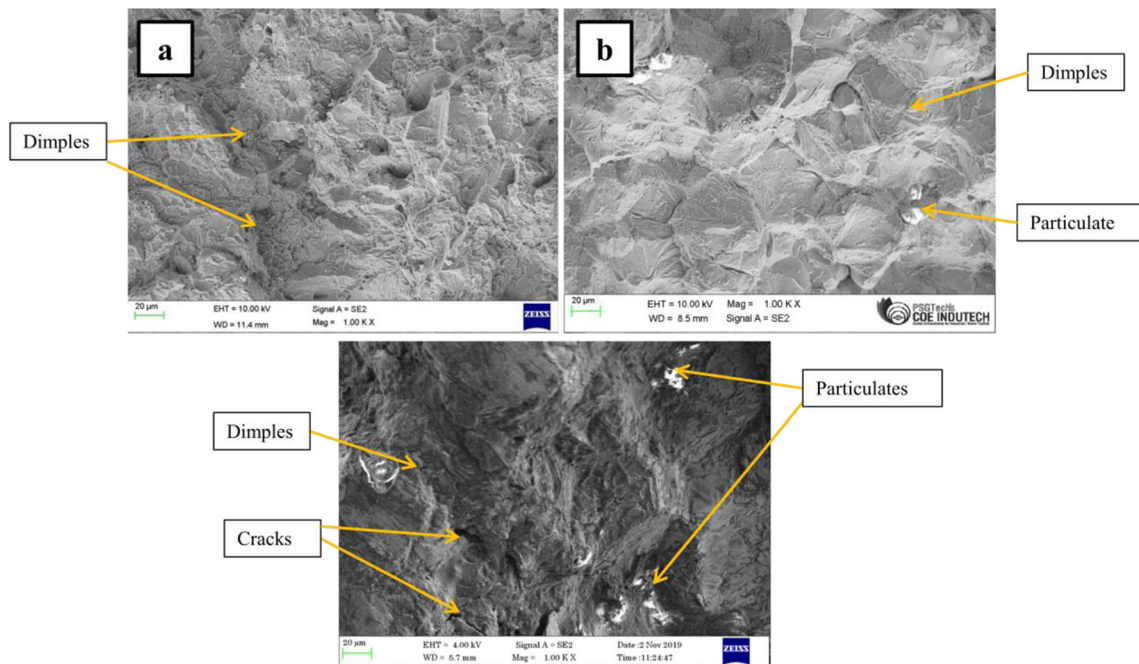 a
Dimples
20 µm
EHT = 10.00 kV
Signal A = SE2
WD = 11.4 mm
Mag = 1.00 K X
ZEISS
b
Dimples
Particulate
20 µm
EHT = 10.00 kV
Mag = 1.00 K X
WD = 8.5 mm
Signal A = SE2
PSGTech's
COE INDUTECH
Dimples
Cracks
Particulates
20 µm
EHT = 4.00 kV
Signal A = SE2
Date :2 Nov 2019
WD = 5.7 mm
Mag = 1.00 K X
Time :11:24:47
ZEISS